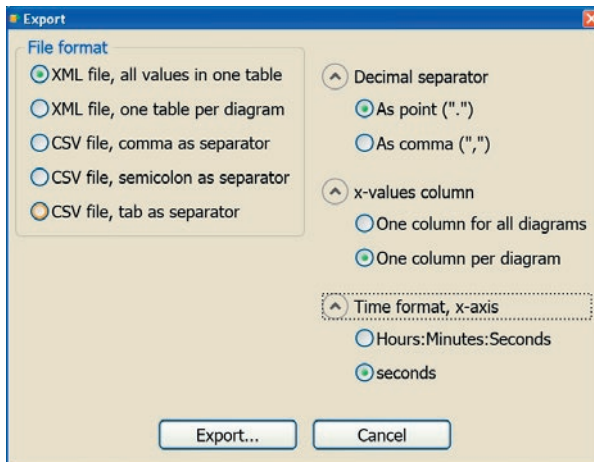 Export
File format
XML file, all values in one table
XML file, one table per diagram
CSV file, comma as separator
CSV file, semicolon as separator
CSV file, tab as separator
Decimal separator
As point (".")
As comma (",")
x-values column
One column for all diagrams
One column per diagram
Time format, x-axis
Hours:Minutes:Seconds
seconds
Export...
Cancel